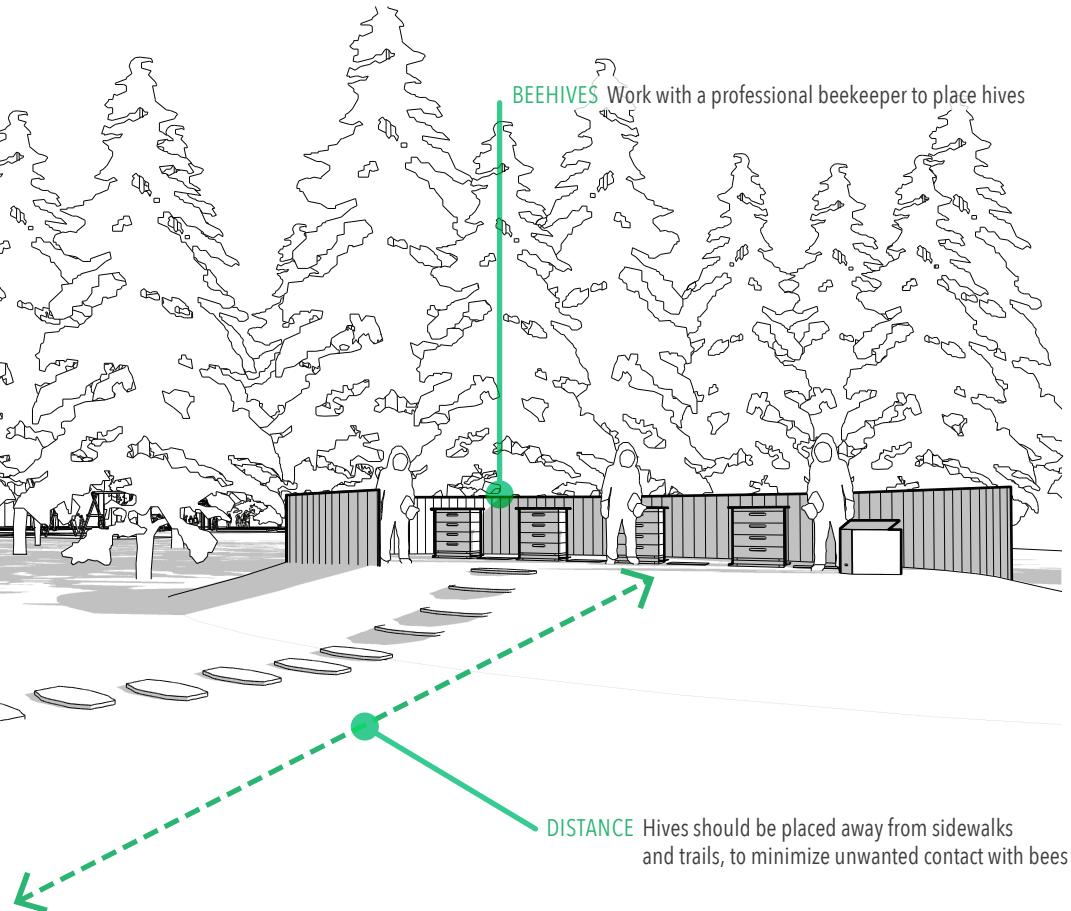 BEEHIVES Work with a professional beekeeper to place hives
DISTANCE Hives should be placed away from sidewalks
and trails, to minimize unwanted contact with bees